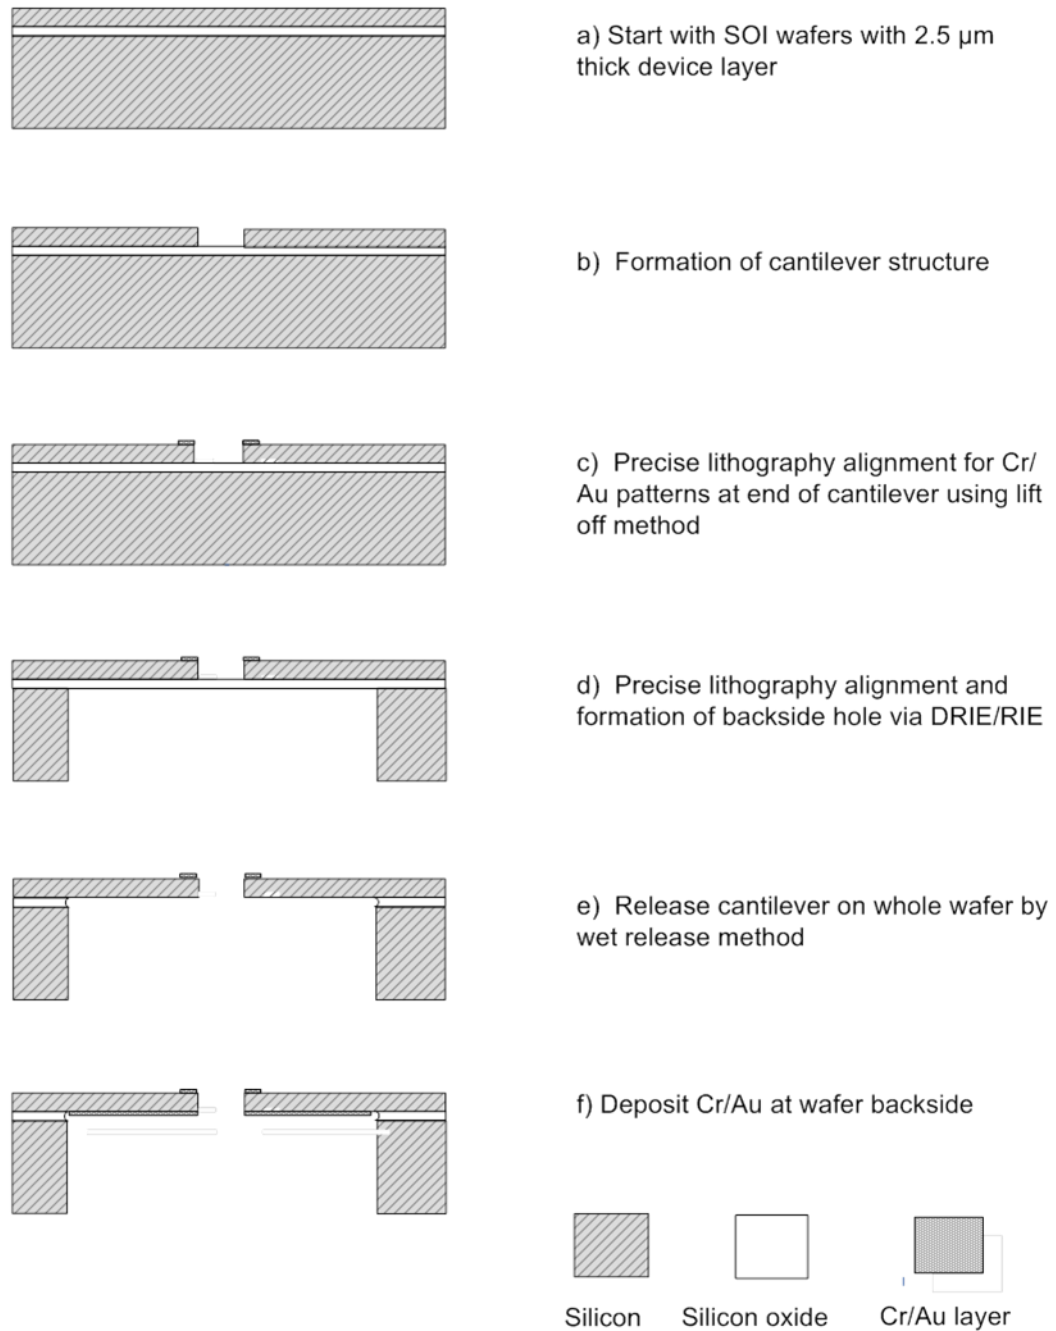 a) Start with SOI wafers with 2.5 µm
thick device layer
b)  Formation of cantilever structure
c)  Precise lithography alignment for Cr/
Au patterns at end of cantilever using lift
off method
d)  Precise lithography alignment and
formation of backside hole via DRIE/RIE
e)  Release cantilever on whole wafer by
wet release method
f) Deposit Cr/Au at wafer backside
Silicon
Silicon oxide
Cr/Au layer